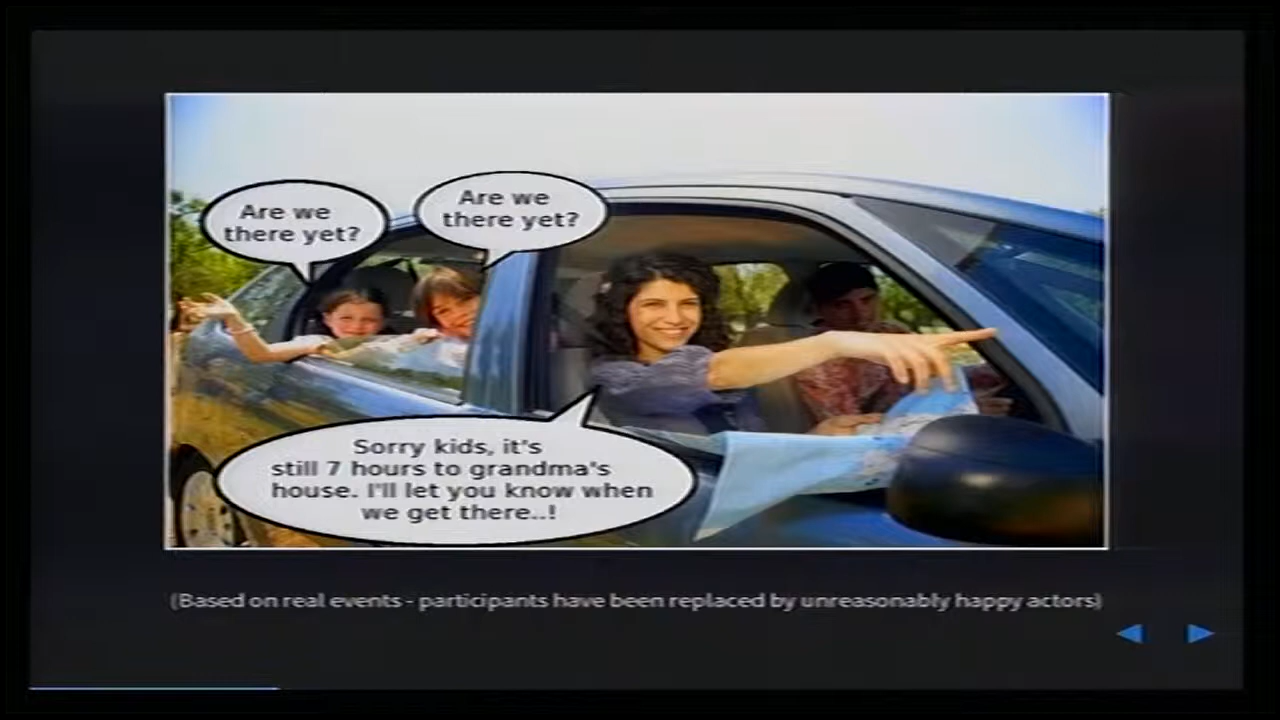 Are we
there yet?
Are we
there yet?
Sorry kids, it's
still 7 hours to grandma's
house. I'll let you know when
we get there..!
(Based on real events - participants have been replaced by unreasonably happy actors)